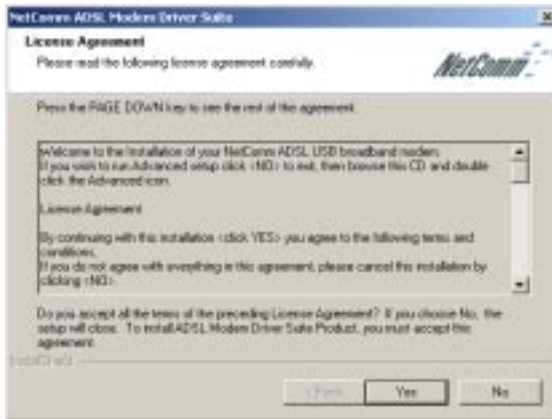 NetComm ADSL Modem Driver Suite
License Agreement
Please read the following license agreement carefully.
NetComm
Press the PAGE DOWN key to see the rest of the agreement.
Welcome to the Installation of your NetComm ADSL USB broadband modem.
If you wish to run Advanced setup click <NO> to exit, then browse this CD and double
click the Advanced icon.
License Agreement
By continuing with this installation <click YES> you agree to the following terms and
conditions.
If you do not agree with everything in this agreement, please cancel this installation by
clicking <NO>.
Do you accept all the terms of the preceding License Agreement? If you choose No, the
setup will close. To install ADSL Modem Driver Suite Product, you must accept this
agreement.
InstallShield
< Back
Yes
No